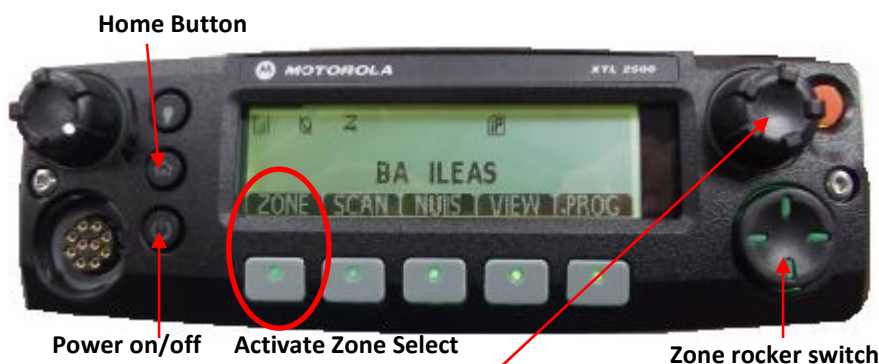 Home Button
MOTOROLA XTL 2500
Z
BA ILEAS
ZONE SCAN NUIS VIEW PROG
Power on/off Activate Zone Select Zone rocker switch